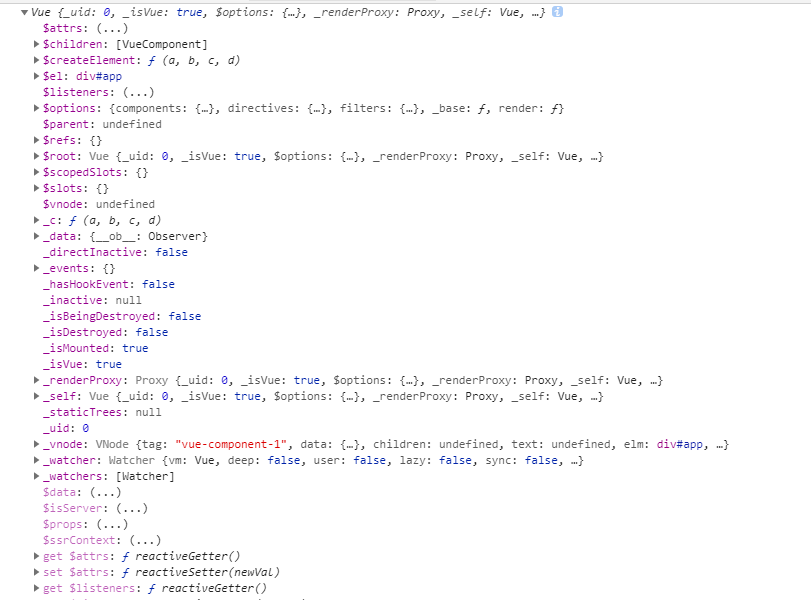 Vue {_uid: 0, _isVue: true, $options: {…}, _renderProxy: Proxy, _self: Vue, …}
$attrs: (...)
$children: [VueComponent]
$createElement: ƒ (a, b, c, d)
$el: div#app
$listeners: (...)
$options: {components: {…}, directives: {…}, filters: {…}, _base: ƒ, render: ƒ}
$parent: undefined
$refs: {}
$root: Vue {_uid: 0, _isVue: true, $options: {…}, _renderProxy: Proxy, _self: Vue, …}
$scopedSlots: {}
$slots: {}
$vnode: undefined
_c: ƒ (a, b, c, d)
_data: {__ob__: Observer}
_directInactive: false
_events: {}
_hasHookEvent: false
_inactive: null
_isBeingDestroyed: false
_isDestroyed: false
_isMounted: true
_isVue: true
_renderProxy: Proxy {_uid: 0, _isVue: true, $options: {…}, _renderProxy: Proxy, _self: Vue, …}
_self: Vue {_uid: 0, _isVue: true, $options: {…}, _renderProxy: Proxy, _self: Vue, …}
_staticTrees: null
_uid: 0
_vnode: VNode {tag: "vue-component-1", data: {…}, children: undefined, text: undefined, elm: div#app, …}
_watcher: Watcher {vm: Vue, deep: false, user: false, lazy: false, sync: false, …}
_watchers: [Watcher]
$data: (...)
$isServer: (...)
$props: (...)
$ssrContext: (...)
get $attrs: ƒ reactiveGetter()
set $attrs: ƒ reactiveSetter(newVal)
get $listeners: ƒ reactiveGetter()